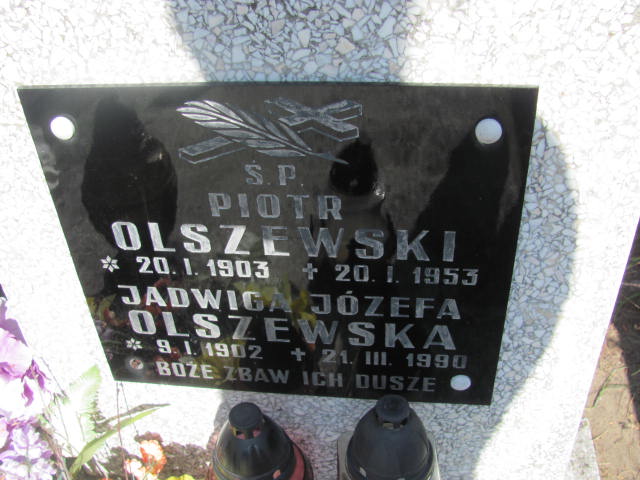 Ś.P.
PIOTR
OLSZEWSKI
* 20.I.1903 + 20.I.1953
JADWIGA JÓZEFA
OLSZEWSKA
* 9.I.1902 + 21.III.1990
BOŻE ZBAW ICH DUSZE